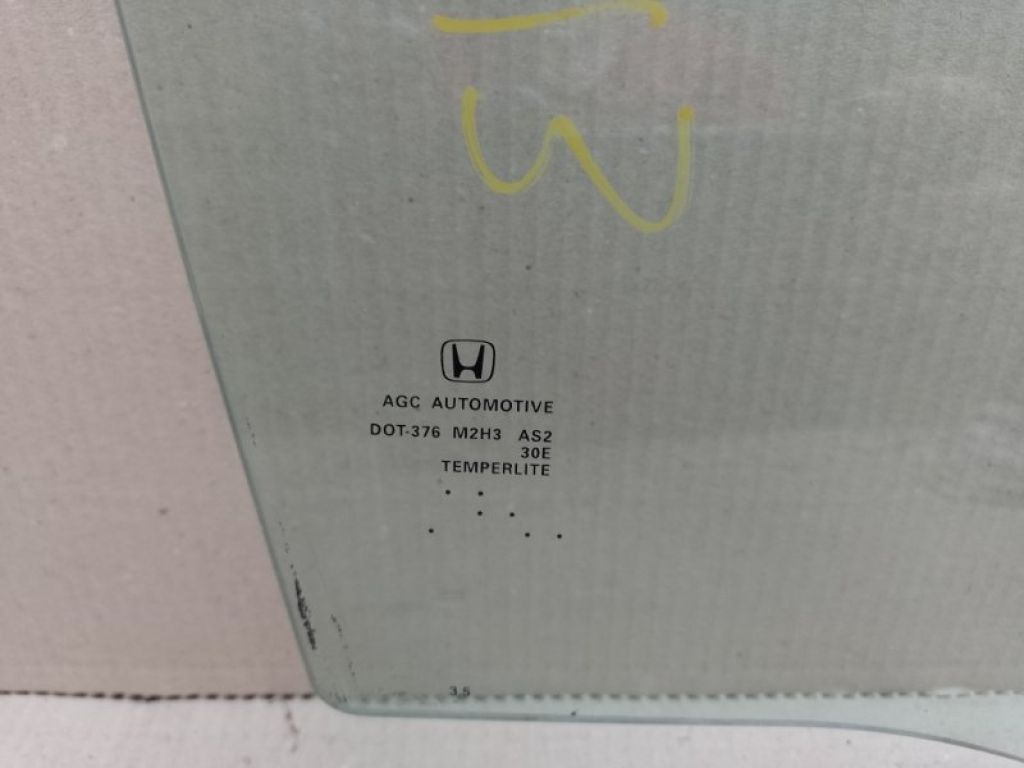 AGC AUTOMOTIVE
DOT-376 M2H3 AS2
30E
TEMPERLITE
3.5